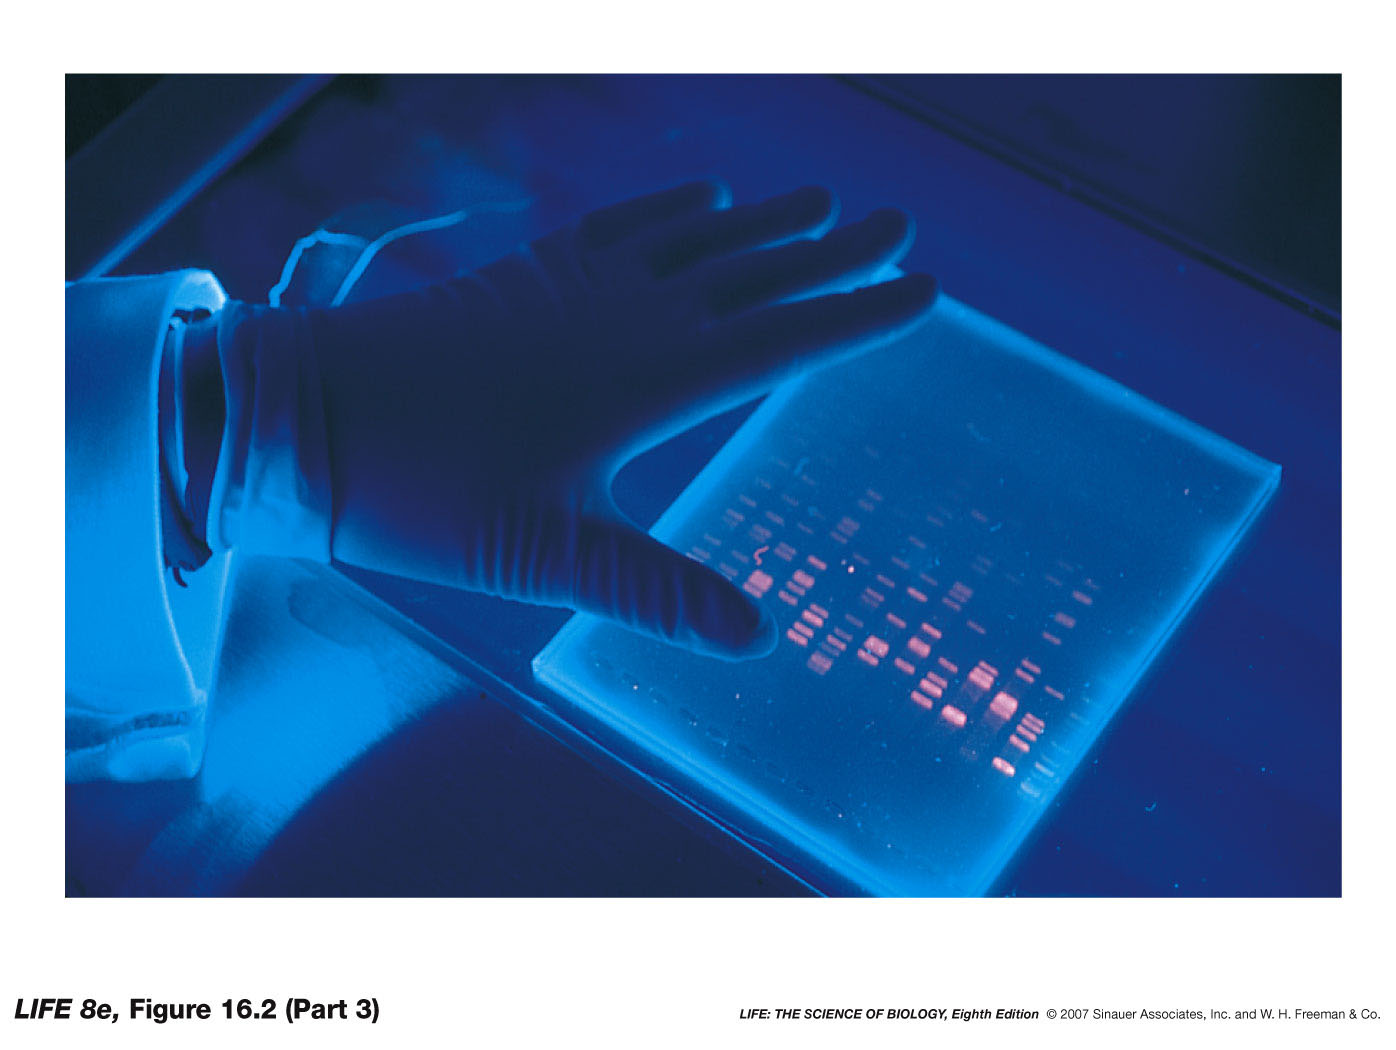 LIFE 8e, Figure 16.2 (Part 3)
LIFE: THE SCIENCE OF BIOLOGY, Eighth Edition © 2007 Sinauer Associates, Inc. and W. H. Freeman & Co.